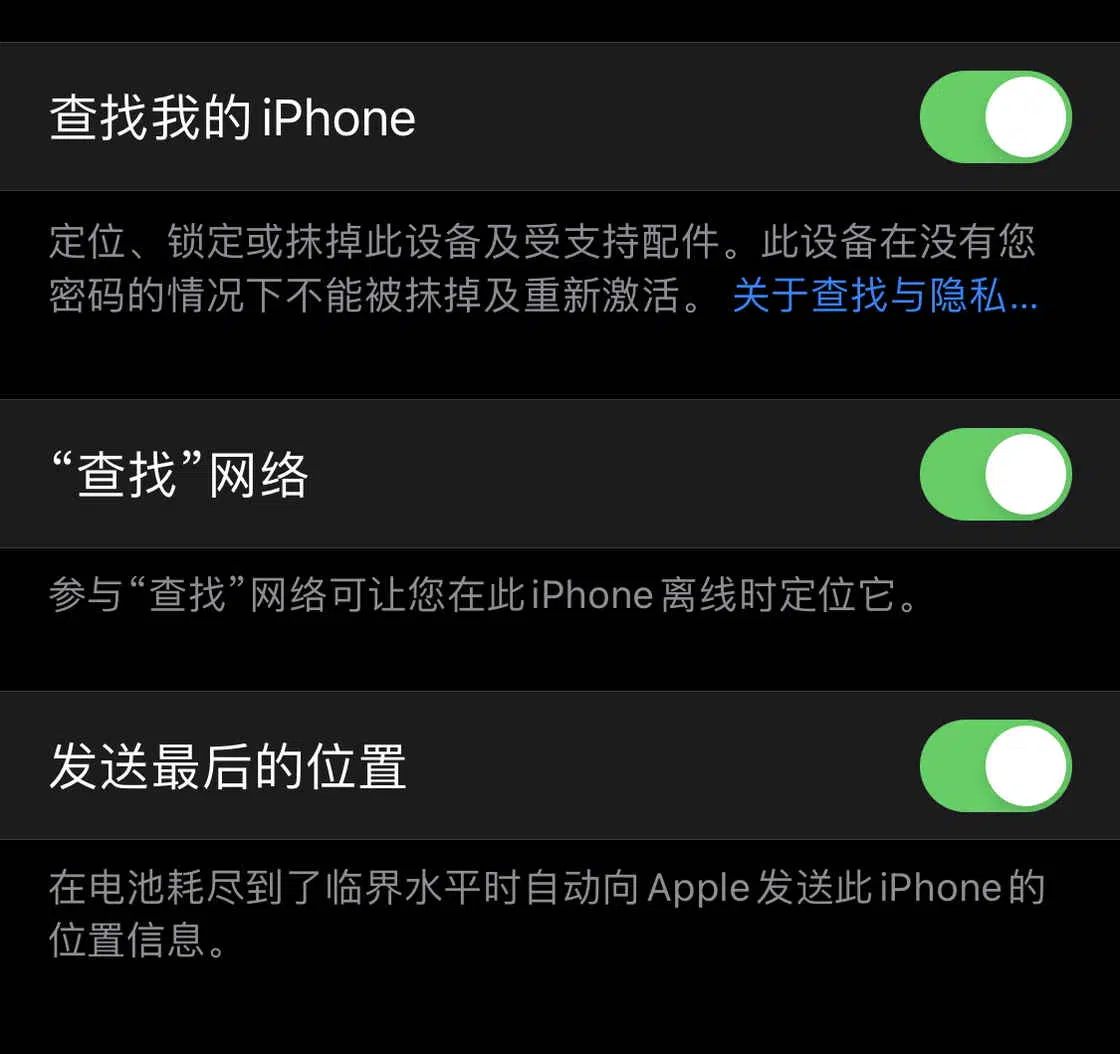 查找我的 iPhone
定位、锁定或抹掉此设备及受支持配件。此设备在没有您
密码的情况下不能被抹掉及重新激活。 关于查找与隐私…
“查找”网络
参与“查找”网络可让您在此 iPhone 离线时定位它。
发送最后的位置
在电池耗尽到了临界水平时自动向 Apple 发送此 iPhone 的
位置信息。